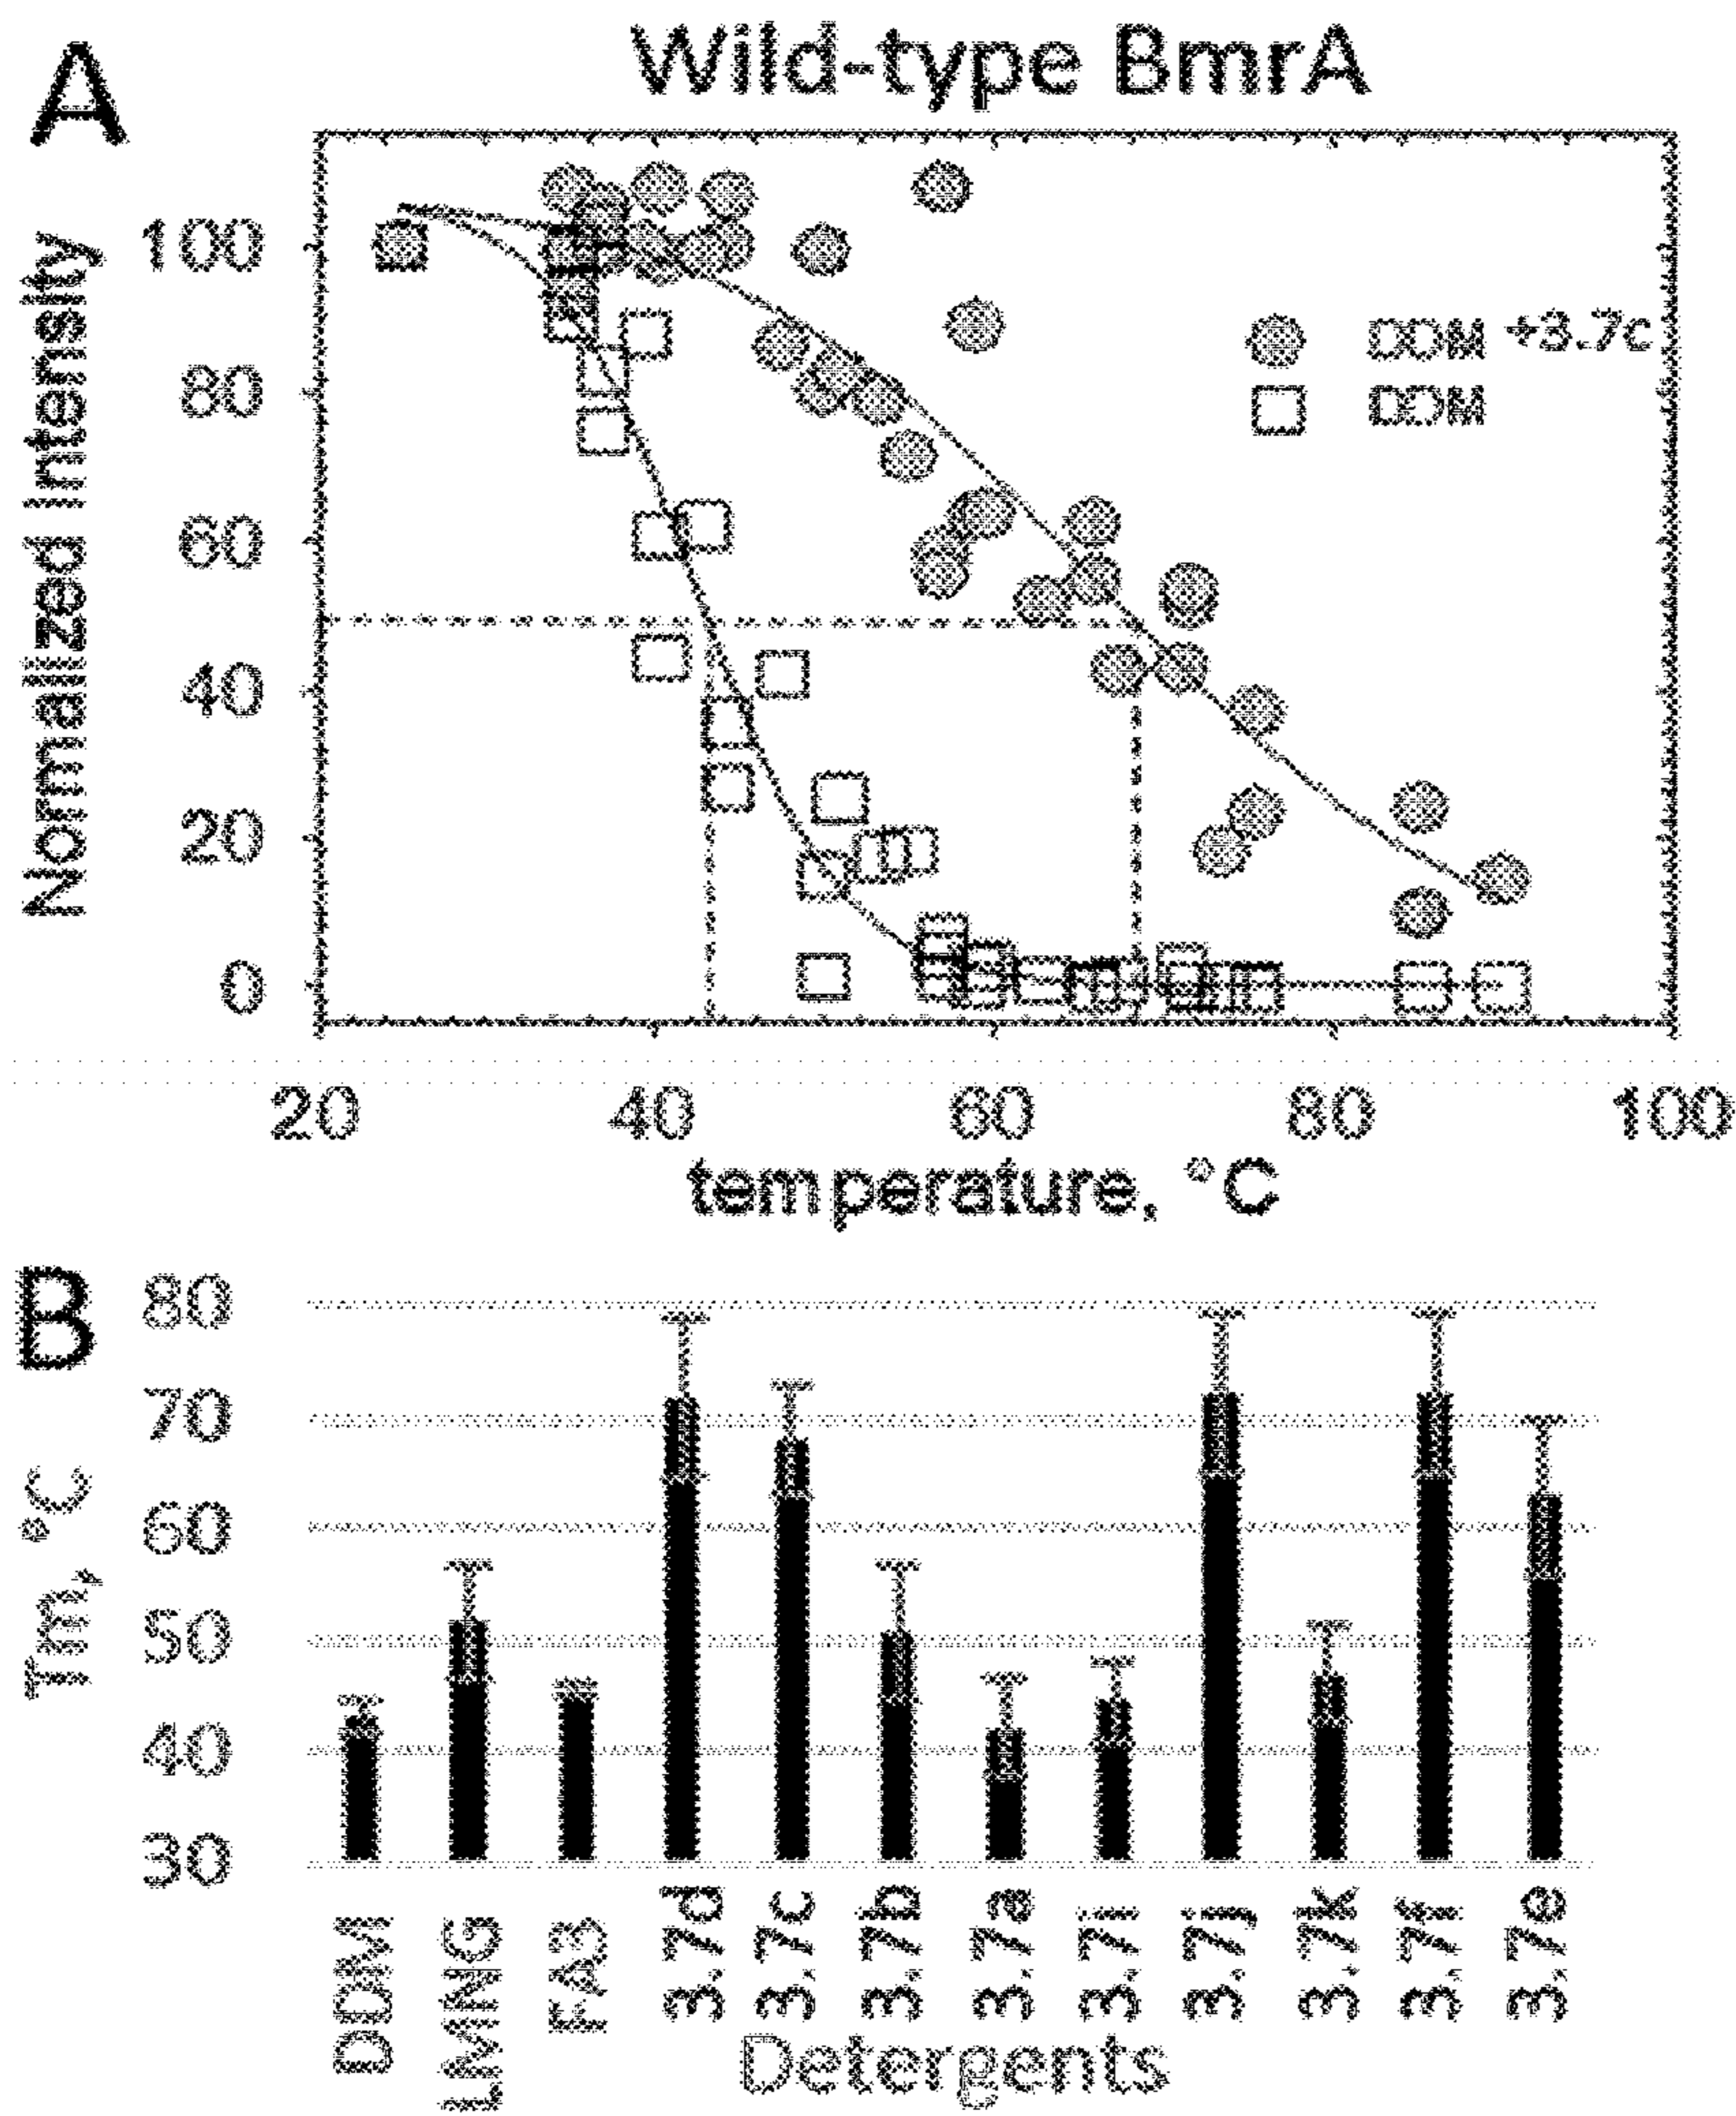 A
Wild-type BmrA
Normalized Intensity
100
80
60
40
20
0
DDM +3.7c
DDM
20 40 60 80 100
temperature, °C
B
Tm, °C
80
70
60
50
40
30
DDM LMNG FA3 3.7d 3.7c 3.7b 3.7a 3.7i 3.7j 3.7k 3.7f 3.7e
Detergents